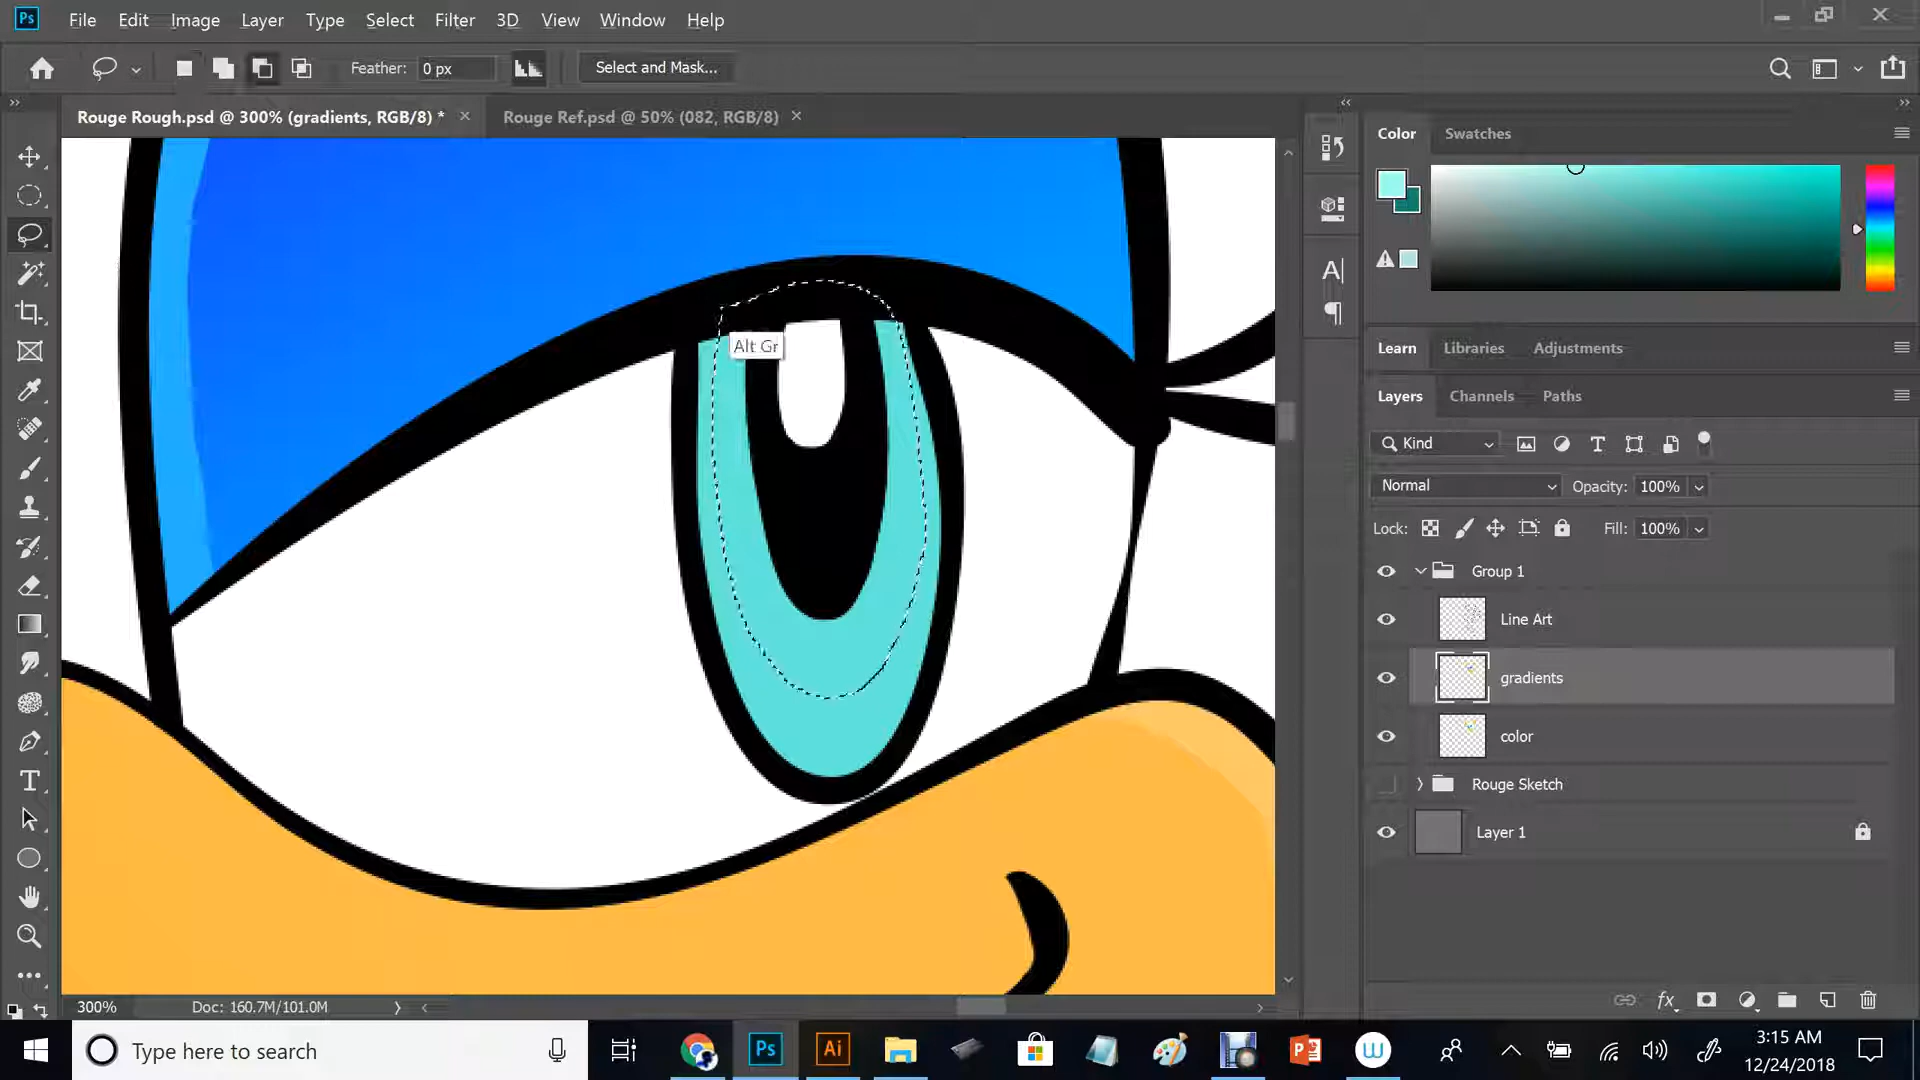 Ps File Edit Image Layer Type Select Filter 3D View Window Help
Feather: 0 px Select and Mask...
Rouge Rough.psd @ 300% (gradients, RGB/8) * Rouge Ref.psd @ 50% (082, RGB/8)
Color Swatches
Alt Gr
Learn Libraries Adjustments
Layers Channels Paths
Kind
Normal Opacity: 100%
Lock: Fill: 100%
Group 1
Line Art
gradients
color
Rouge Sketch
Layer 1
fx
300% Doc: 160.7M/101.0M
Type here to search
Ps Ai
3:15 AM
12/24/2018